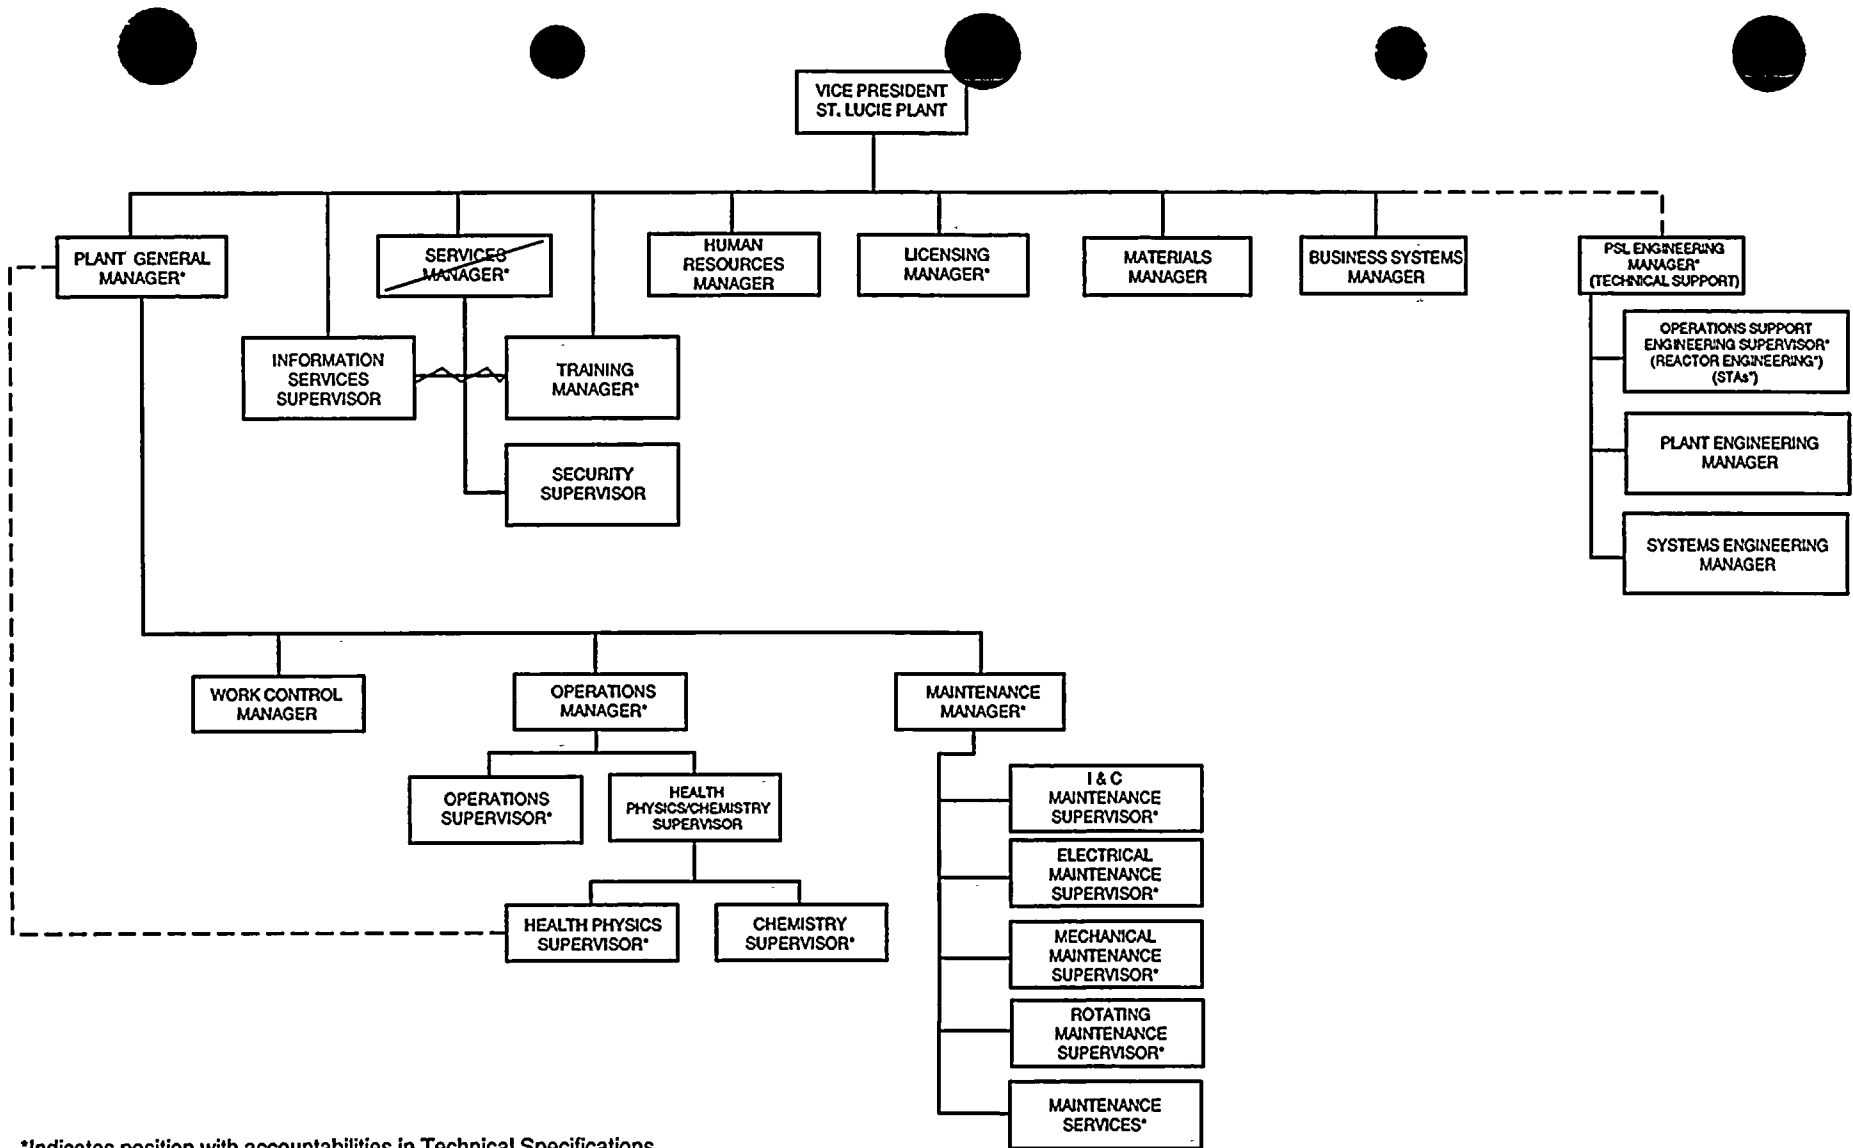 VICE PRESIDENT
ST. LUCIE PLANT
PLANT GENERAL
MANAGER*
SERVICES
MANAGER*
HUMAN
RESOURCES
MANAGER
LICENSING
MANAGER*
MATERIALS
MANAGER
BUSINESS SYSTEMS
MANAGER
PSL ENGINEERING
MANAGER*
(TECHNICAL SUPPORT)
INFORMATION
SERVICES
SUPERVISOR
TRAINING
MANAGER*
SECURITY
SUPERVISOR
OPERATIONS SUPPORT
ENGINEERING SUPERVISOR*
(REACTOR ENGINEERING*)
(STAs*)
PLANT ENGINEERING
MANAGER
SYSTEMS ENGINEERING
MANAGER
WORK CONTROL
MANAGER
OPERATIONS
MANAGER*
MAINTENANCE
MANAGER*
OPERATIONS
SUPERVISOR*
HEALTH
PHYSICS/CHEMISTRY
SUPERVISOR
HEALTH PHYSICS
SUPERVISOR*
CHEMISTRY
SUPERVISOR*
I & C
MAINTENANCE
SUPERVISOR*
ELECTRICAL
MAINTENANCE
SUPERVISOR*
MECHANICAL
MAINTENANCE
SUPERVISOR*
ROTATING
MAINTENANCE
SUPERVISOR*
MAINTENANCE
SERVICES*
*Indicates position with accountabilities in Technical Specifications